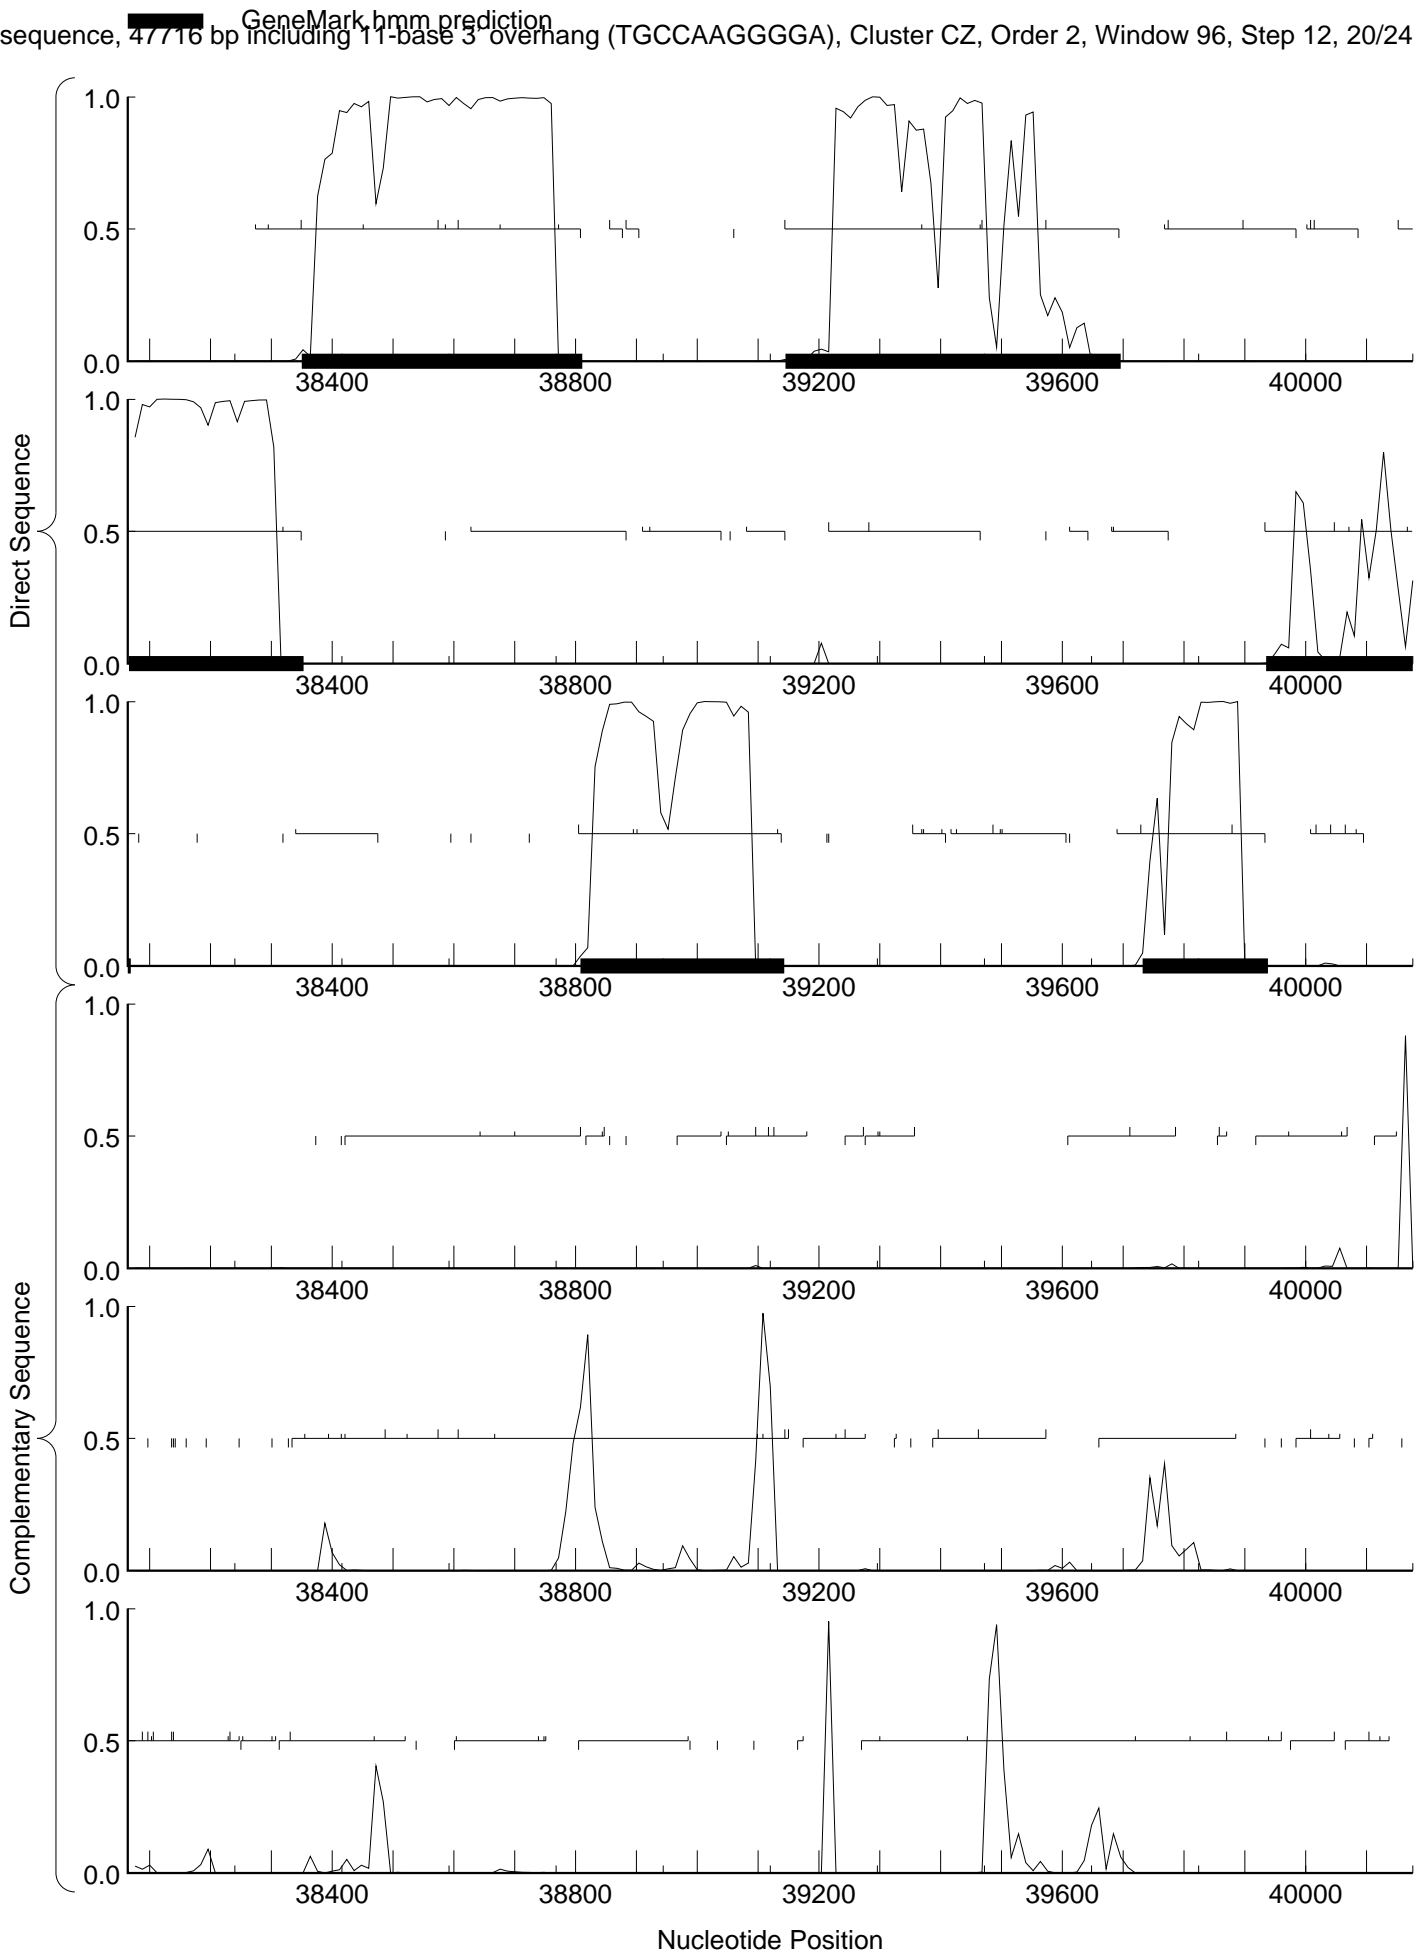 GeneMark.hmm prediction
sequence, 47716 bp including 11-base 3' overhang (TGCCAAGGGGA), Cluster CZ, Order 2, Window 96, Step 12, 20/24
1.0
0.5
0.0
38400 38800 39200 39600 40000
1.0
0.5
0.0
38400 38800 39200 39600 40000
Direct Sequence
1.0
0.5
0.0
38400 38800 39200 39600 40000
1.0
0.5
0.0
38400 38800 39200 39600 40000
1.0
0.5
0.0
38400 38800 39200 39600 40000
Complementary Sequence
1.0
0.5
0.0
38400 38800 39200 39600 40000
Nucleotide Position